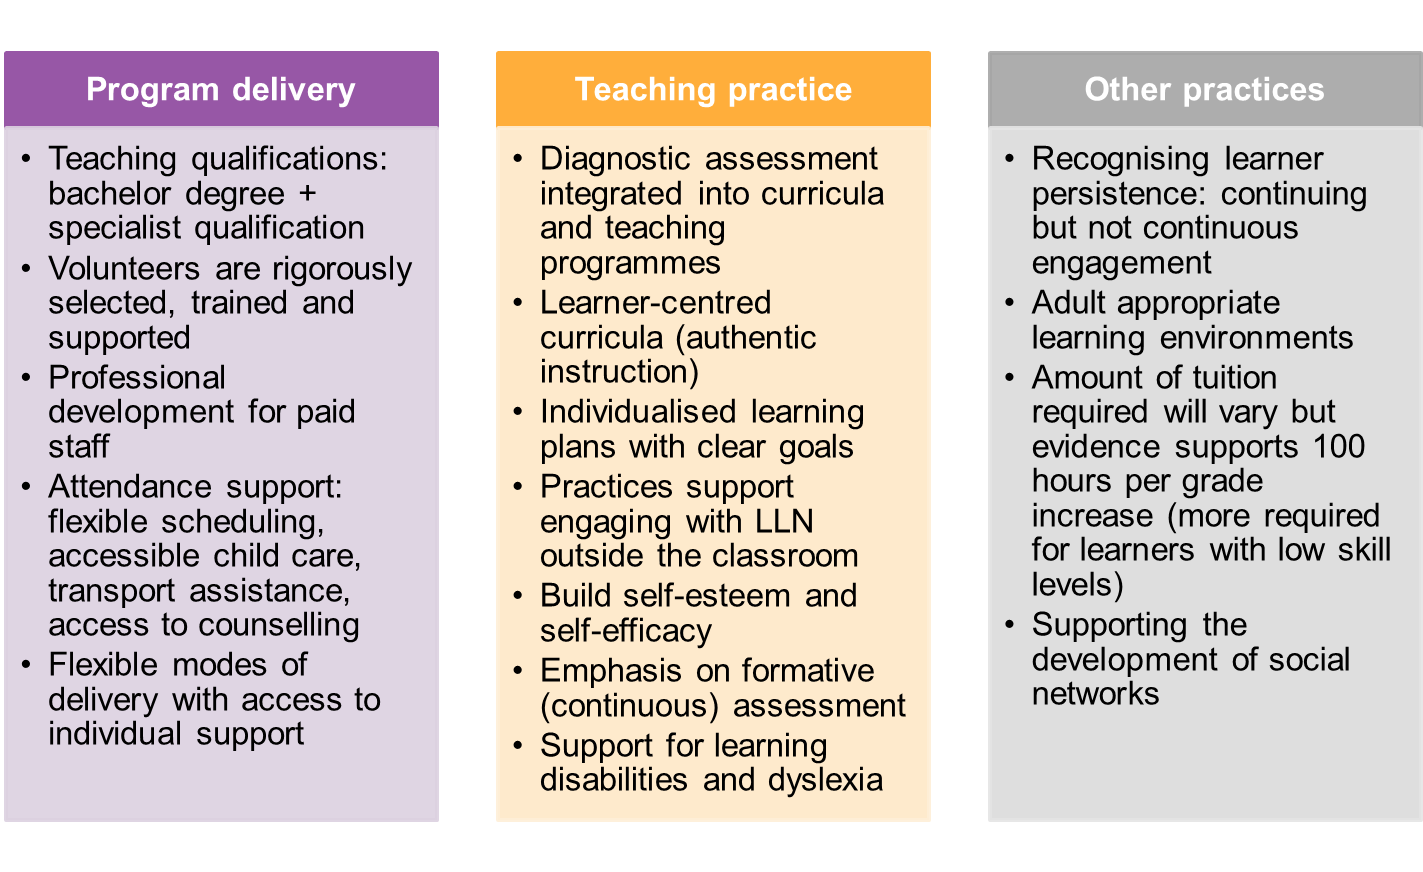 Program delivery
• Teaching qualifications:
bachelor degree +
specialist qualification
• Volunteers are rigorously
selected, trained and
supported
• Professional
development for paid
staff
• Attendance support:
flexible scheduling,
accessible child care,
transport assistance,
access to counselling
• Flexible modes of
delivery with access to
individual support
Teaching practice
• Diagnostic assessment
integrated into curricula
and teaching
programmes
• Learner-centred
curricula (authentic
instruction)
• Individualised learning
plans with clear goals
• Practices support
engaging with LLN
outside the classroom
• Build self-esteem and
self-efficacy
• Emphasis on formative
(continuous) assessment
• Support for learning
disabilities and dyslexia
Other practices
• Recognising learner
persistence: continuing
but not continuous
engagement
• Adult appropriate
learning environments
• Amount of tuition
required will vary but
evidence supports 100
hours per grade
increase (more required
for learners with low skill
levels)
• Supporting the
development of social
networks